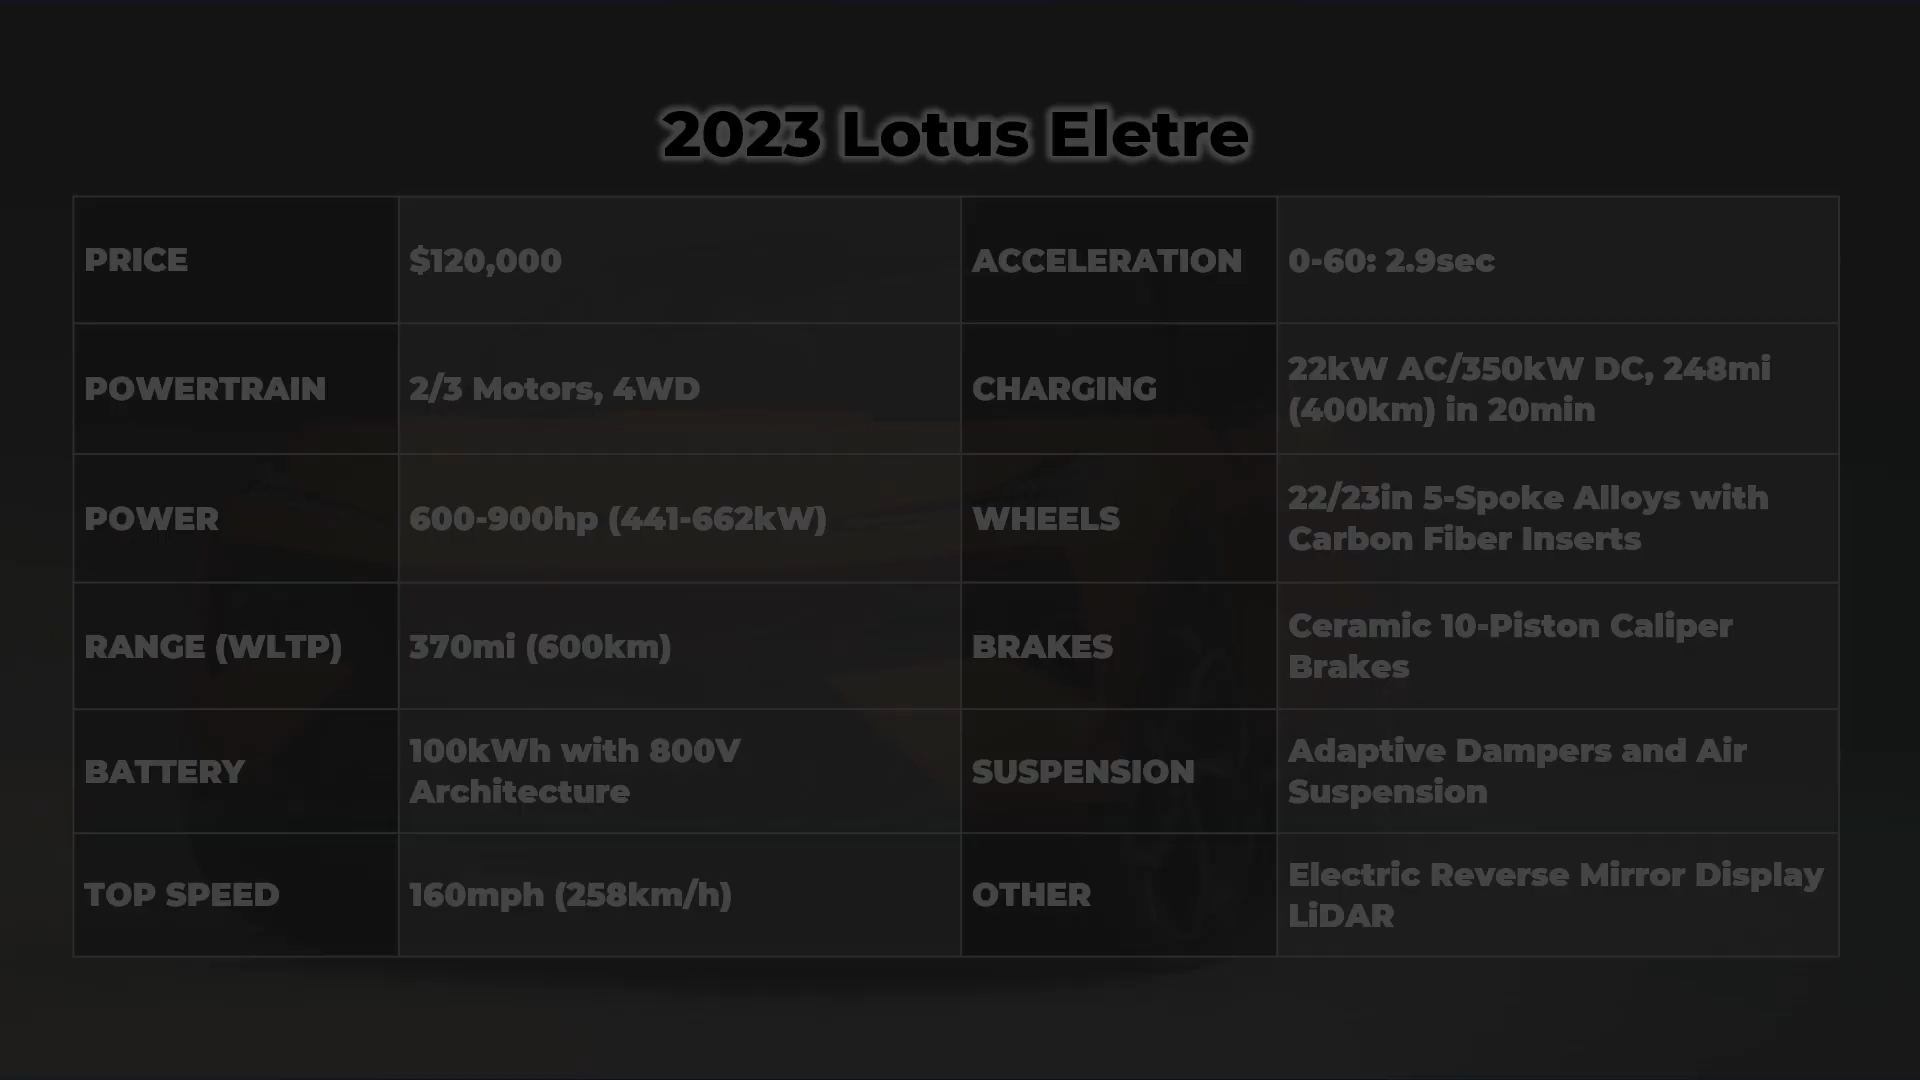 2023 Lotus Eletre
PRICE
$120,000
ACCELERATION
0-60: 2.9sec
POWERTRAIN
2/3 Motors, 4WD
CHARGING
22kW AC/350kW DC, 248mi
(400km) in 20min
POWER
600-900hp (441-662kW)
WHEELS
22/23in 5-Spoke Alloys with
Carbon Fiber Inserts
RANGE (WLTP)
370mi (600km)
BRAKES
Ceramic 10-Piston Caliper
Brakes
BATTERY
100kWh with 800V
Architecture
SUSPENSION
Adaptive Dampers and Air
Suspension
TOP SPEED
160mph (258km/h)
OTHER
Electric Reverse Mirror Display
LiDAR